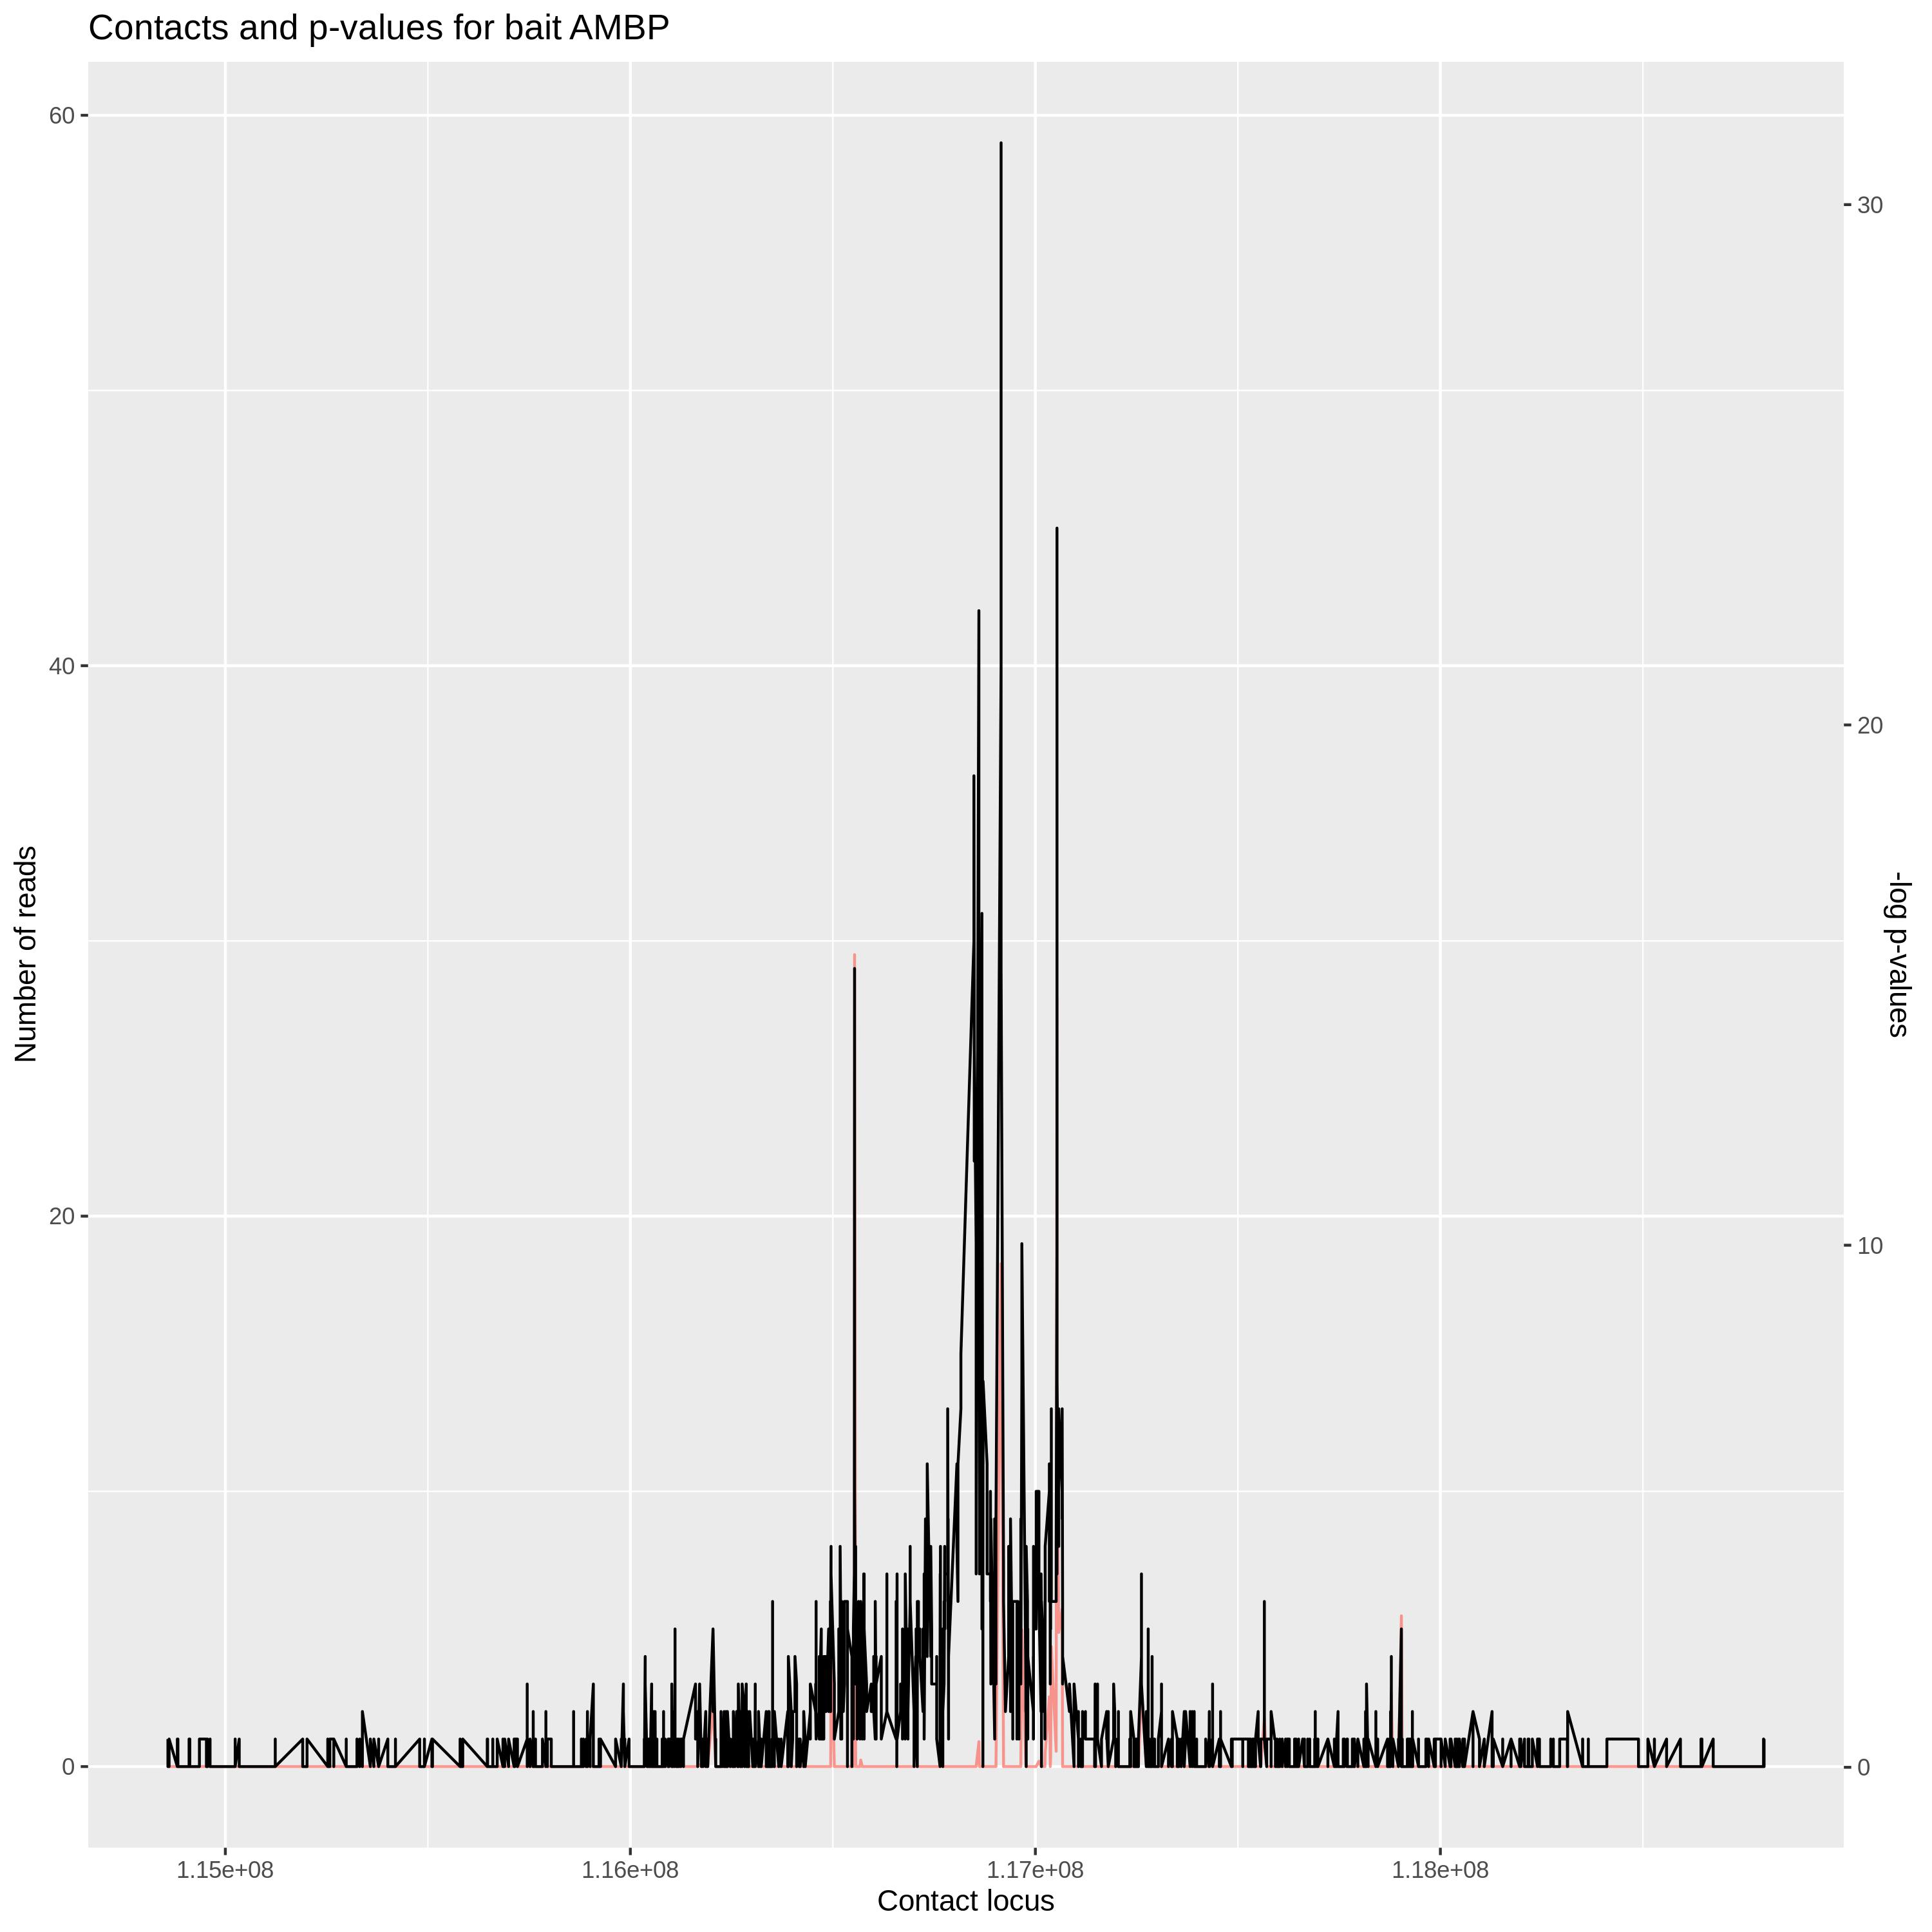 Contacts and p-values for bait AMBP
60
40
20
0
Number of reads
30
20
10
0
-log p-values
1.15e+08
1.16e+08
1.17e+08
1.18e+08
Contact locus